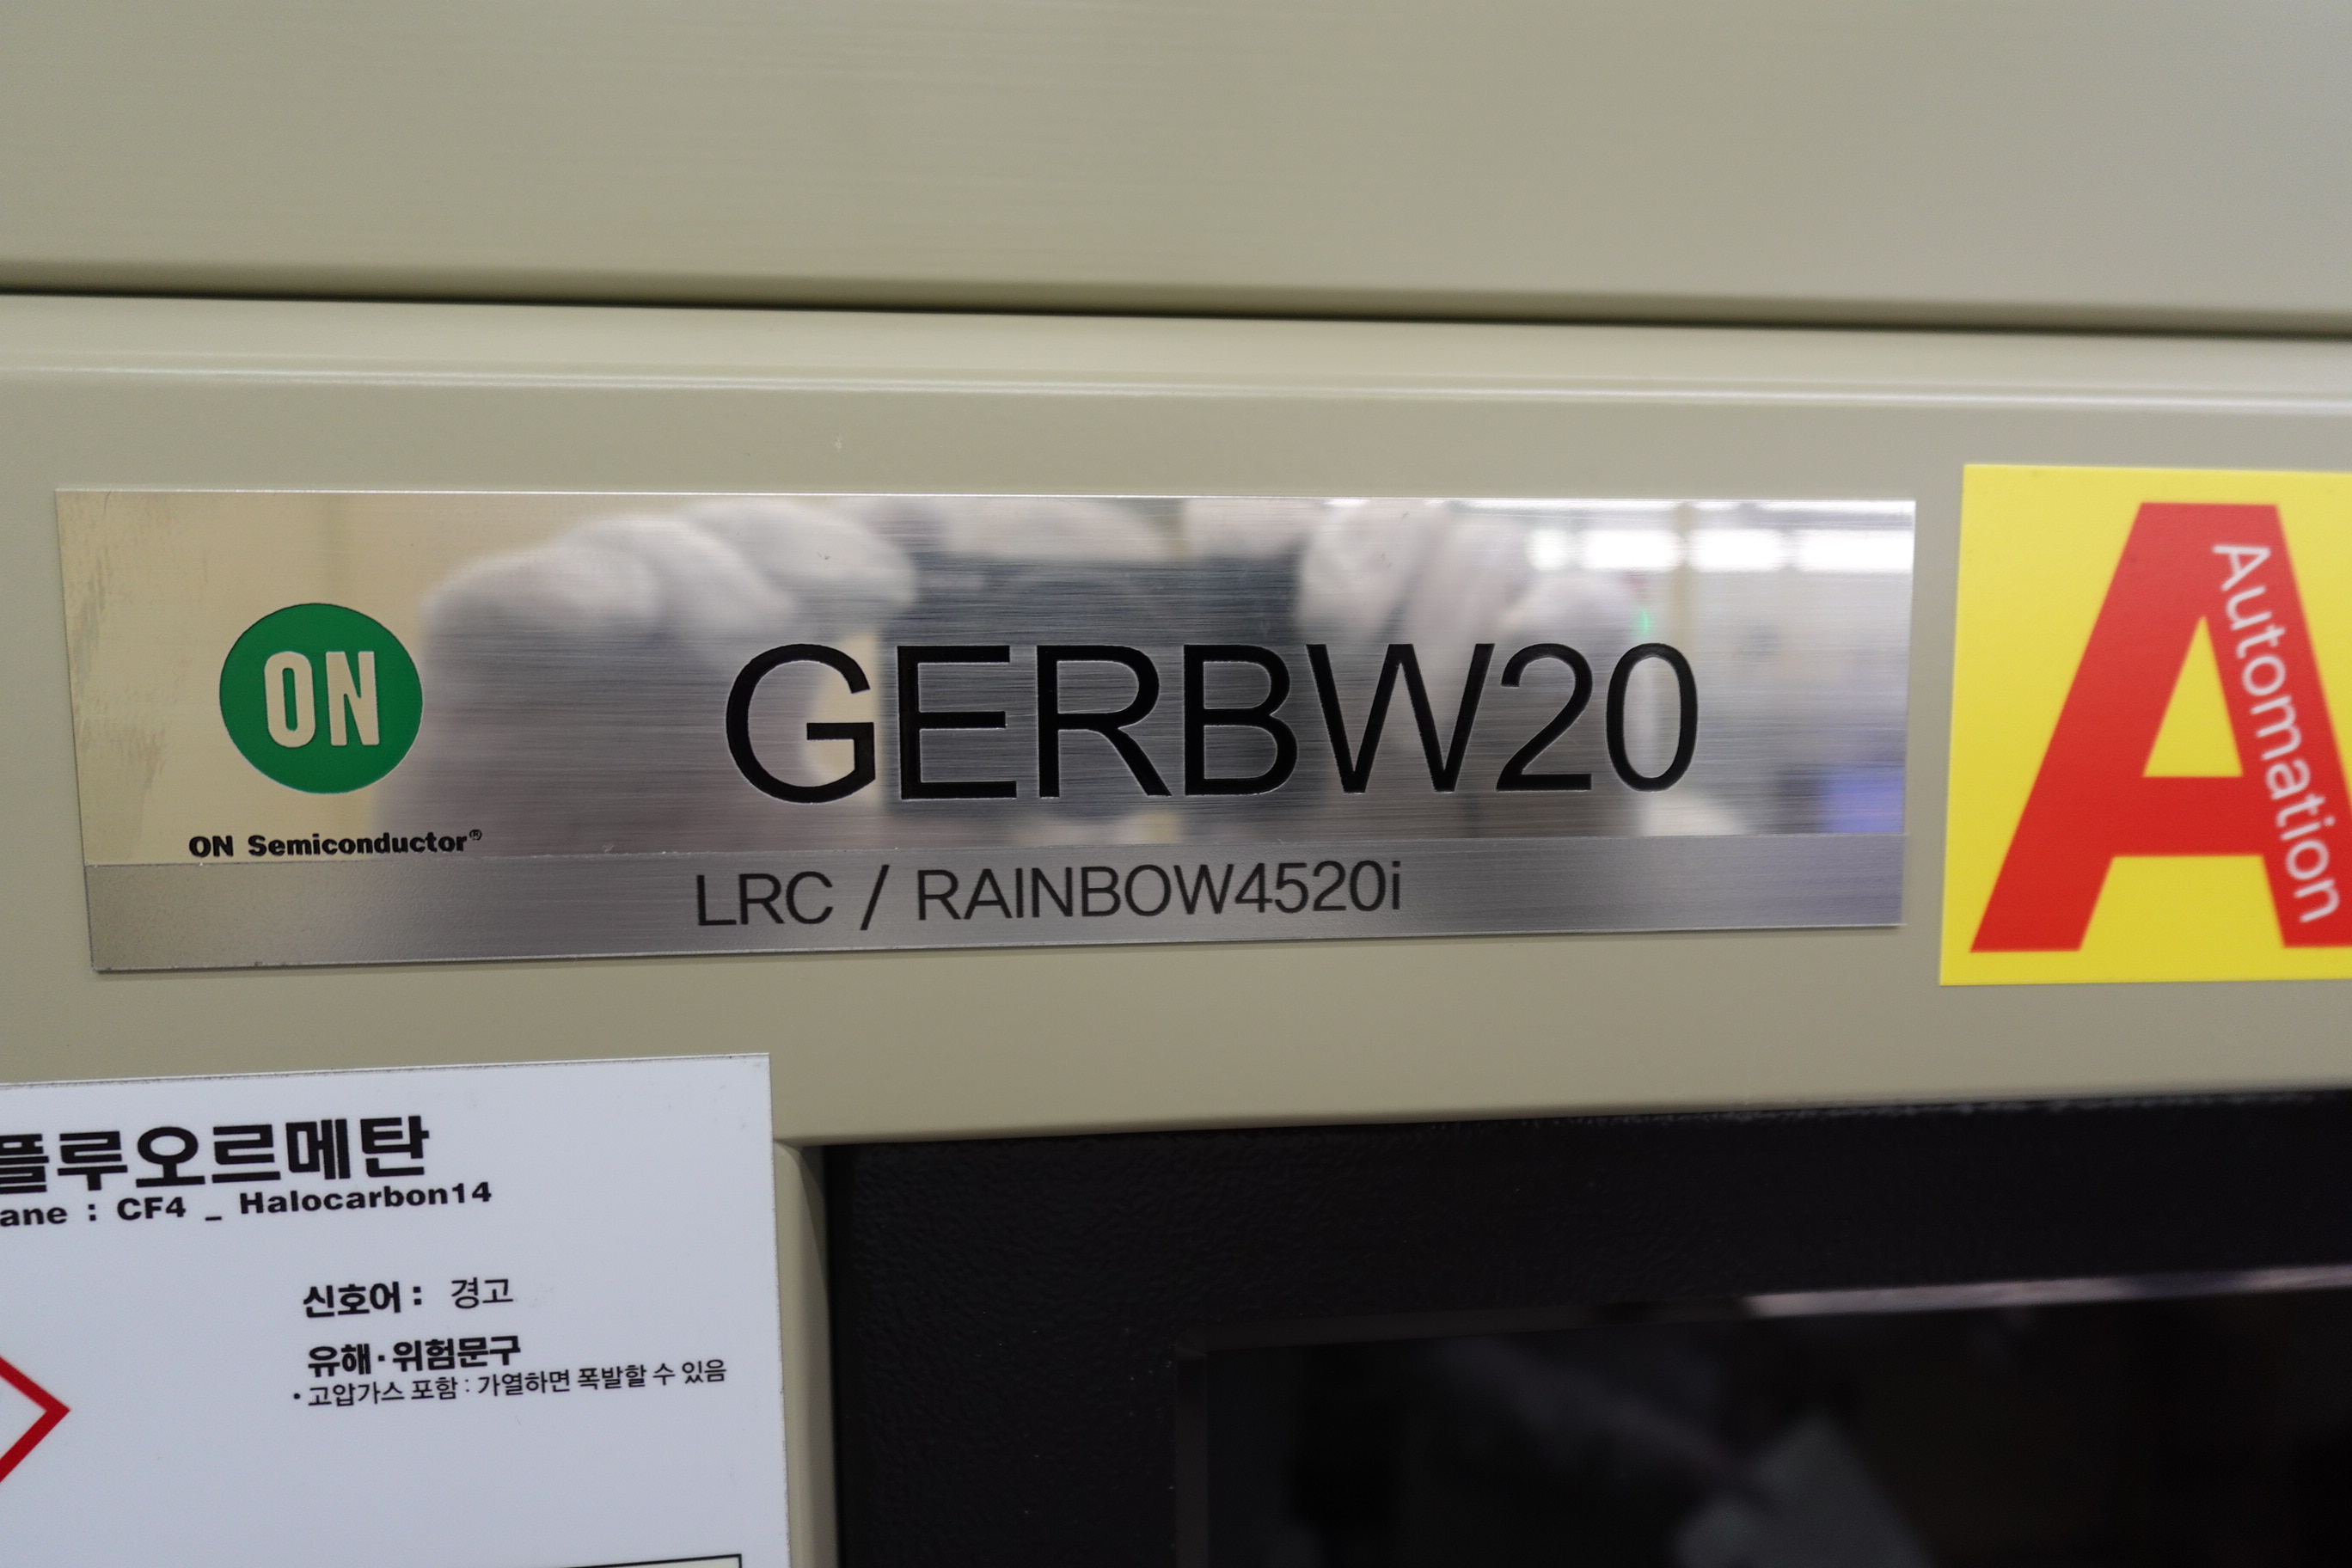 ON
ON Semiconductor®
GERBW20
LRC / RAINBOW4520i
A
Automation
플루오르메탄
ane : CF4 _ Halocarbon14
신호어 : 경고
유해·위험문구
• 고압가스 포함 : 가열하면 폭발할 수 있음